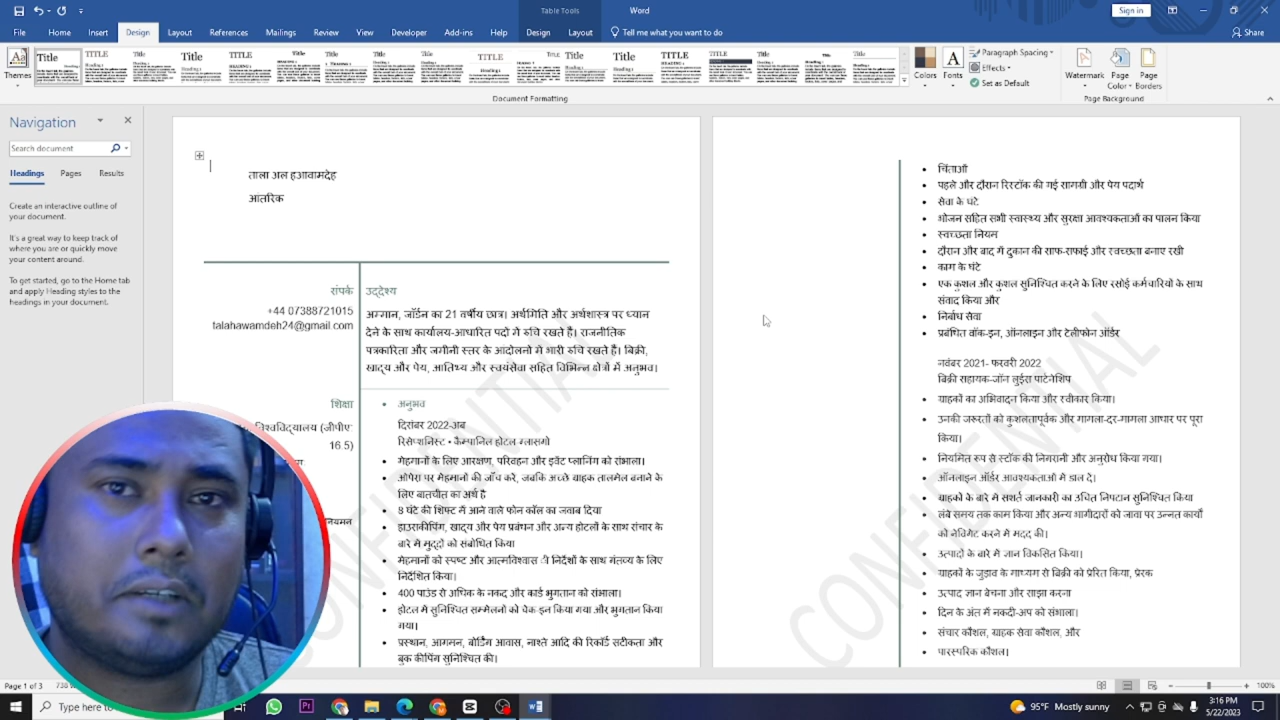 Table Tools
Word
Sign in
File Home Insert Design Layout References Mailings Review View Developer Add-ins Help Design Layout Tell me what you want to do
Share
Colors Fonts
Paragraph Spacing
Effects
Set as Default
Watermark
Page Color
Page Borders
Document Formatting
Page Background
Navigation
Search document
Headings Pages Results
Create an interactive outline of
your document.
It's a great way to keep track of
where you are or quickly move
your content around.
To get started, go to the Home tab
and apply Heading styles to the
headings in your document.
ताला अल हआवामदेह
आंतरिक
+44 07388721015
talahawamdeh24@gmail.com
शिक्षा
विश्वविद्यालय (जीपीए
16.5)
उद्देश्य
अम्मान, जॉर्डन का 21 वर्षीय छात्र। अर्थमिति और अर्थशास्त्र पर ध्यान
देने के साथ कार्यालय-आधारित पदों में रुचि रखते हैं। राजनीतिक
पत्रकारिता और जमीनी स्तर के आंदोलनों में भारी रुचि रखते हैं। बिक्री,
खाद्य और पेय, आतिथ्य और स्वयंसेवा सहित विभिन्न क्षेत्रों में अनुभव।
अनुभव
दिसंबर 2022-अब
रिसेप्शनिस्ट • कैम्पानिल होटल ग्लासगो
मेहमानों के लिए आरक्षण, परिवहन और इवेंट प्लानिंग को संभाला।
ओपेरा पर मेहमानों की जाँच करें, जबकि अच्छे ग्राहक तालमेल बनाने के
लिए बातचीत का अर्थ है
8 घंटे की शिफ्ट में आने वाले फोन कॉल का जवाब दिया
हाउसकीपिंग, खाद्य और पेय प्रबंधन और अन्य होटलों के साथ संचार के
बारे में मुद्दों को संबोधित किया
मेहमानों को स्पष्ट और आत्मविश्वास ी निर्देशों के साथ गंतव्य के लिए
निर्देशित किया।
400 पाउंड से अधिक के नकद और कार्ड भुगतान को संभाला।
होटल में सुनिश्चित सम्मेलनों को चेक-इन किया गया और भुगतान किया
गया।
प्रस्थान, आगमन, बोर्डिंग आवास, नाश्ते आदि की रिकॉर्ड सटीकता और
बुक कीपिंग सुनिश्चित की।
चिंताओं
पहले और दौरान रिस्टॉक की गई सामग्री और पेय पदार्थ
सेवा के घंटे
भोजन सहित सभी स्वास्थ्य और सुरक्षा आवश्यकताओं का पालन किया
स्वच्छता नियम
दौरान और बाद में दुकान की साफ-सफाई और स्वच्छता बनाए रखी
काम के घंटे
एक कुशल और कुशल सुनिश्चित करने के लिए रसोई कर्मचारियों के साथ
संवाद किया और
निर्बाध सेवा
प्रबंधित वॉक-इन, ऑनलाइन और टेलीफोन ऑर्डर
नवंबर 2021- फरवरी 2022
बिक्री सहायक-जॉन लुईस पार्टनरशिप
ग्राहकों का अभिवादन किया और स्वीकार किया।
उनकी जरूरतों को कुशलतापूर्वक और मामला-दर-मामला आधार पर पूरा
किया।
नियमित रूप से स्टॉक की निगरानी और अनुरोध किया गया।
ऑनलाइन ऑर्डर आवश्यकताओं में डाल दें।
ग्राहकों के बारे में सशर्त जानकारी का उचित निपटान सुनिश्चित किया
लंबे समय तक काम किया और अन्य भागीदारों को जावा पर उन्नत कार्यों
को नेविगेट करने में मदद की।
उत्पादों के बारे में ज्ञान विकसित किया।
ग्राहकों के जुड़ाव के माध्यम से बिक्री को प्रेरित किया, प्रेरक
उत्पाद ज्ञान बेचना और साझा करना
दिन के अंत में नकदी-अप को संभाला।
संचार कौशल, ग्राहक सेवा कौशल, और
पारस्परिक कौशल।
CONFIDENTIAL
Page 1 of 3
100%
Type here to
95°F Mostly sunny
3:16 PM
5/22/2023